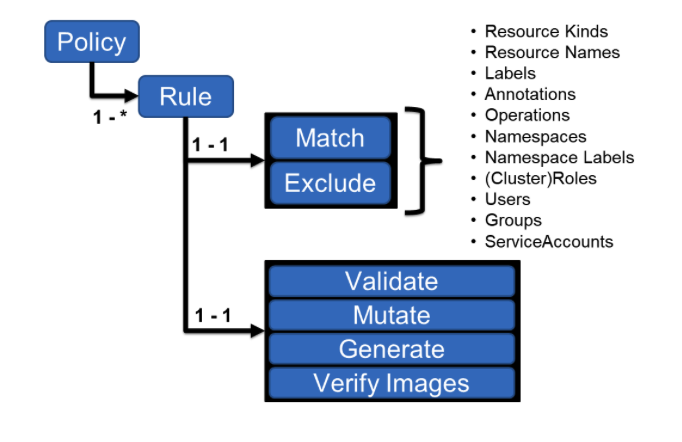 Policy
1 - *
Rule
1 - 1
Match
Exclude
• Resource Kinds
• Resource Names
• Labels
• Annotations
• Operations
• Namespaces
• Namespace Labels
• (Cluster)Roles
• Users
• Groups
• ServiceAccounts
1 - 1
Validate
Mutate
Generate
Verify Images